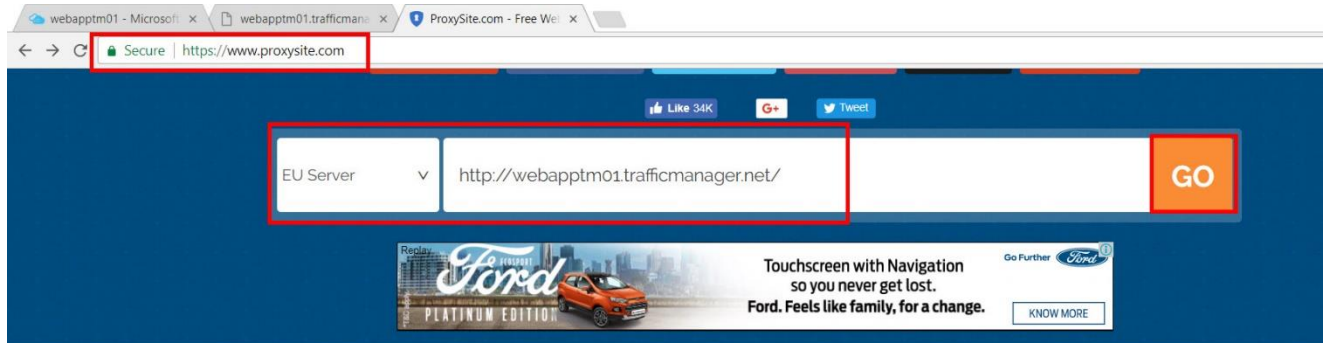 webapptm01 - Microsoft
webapptm01.trafficmana
ProxySite.com - Free Web
Secure | https://www.proxysite.com
Like 34K
G+
Tweet
EU Server
http://webapptm01.trafficmanager.net/
GO
Replay
ECOSPORT
Ford
PLATINUM EDITION
Touchscreen with Navigation
so you never get lost.
Ford. Feels like family, for a change.
Go Further
Ford
KNOW MORE